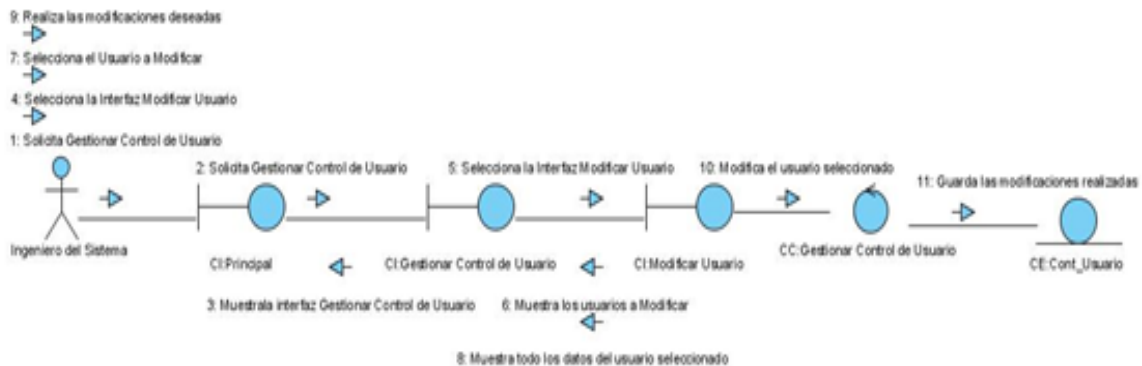 9: Realiza las modificaciones deseadas
7: Selecciona el Usuario a Modificar
4: Selecciona la Interfaz Modificar Usuario
1: Solicita Gestionar Control de Usuario
2: Solicita Gestionar Control de Usuario
5: Selecciona la Interfaz Modificar Usuario
10: Modifica el usuario seleccionado
11: Guarda las modificaciones realizadas
Ingeniero del Sistema
CI:Principal
CI:Gestionar Control de Usuario
CI:Modificar Usuario
CC:Gestionar Control de Usuario
CE:Cont_Usuario
3: Muestrala interfaz Gestionar Control de Usuario
6: Muestra los usuarios a Modificar
8: Muestra todo los datos del usuario seleccionado